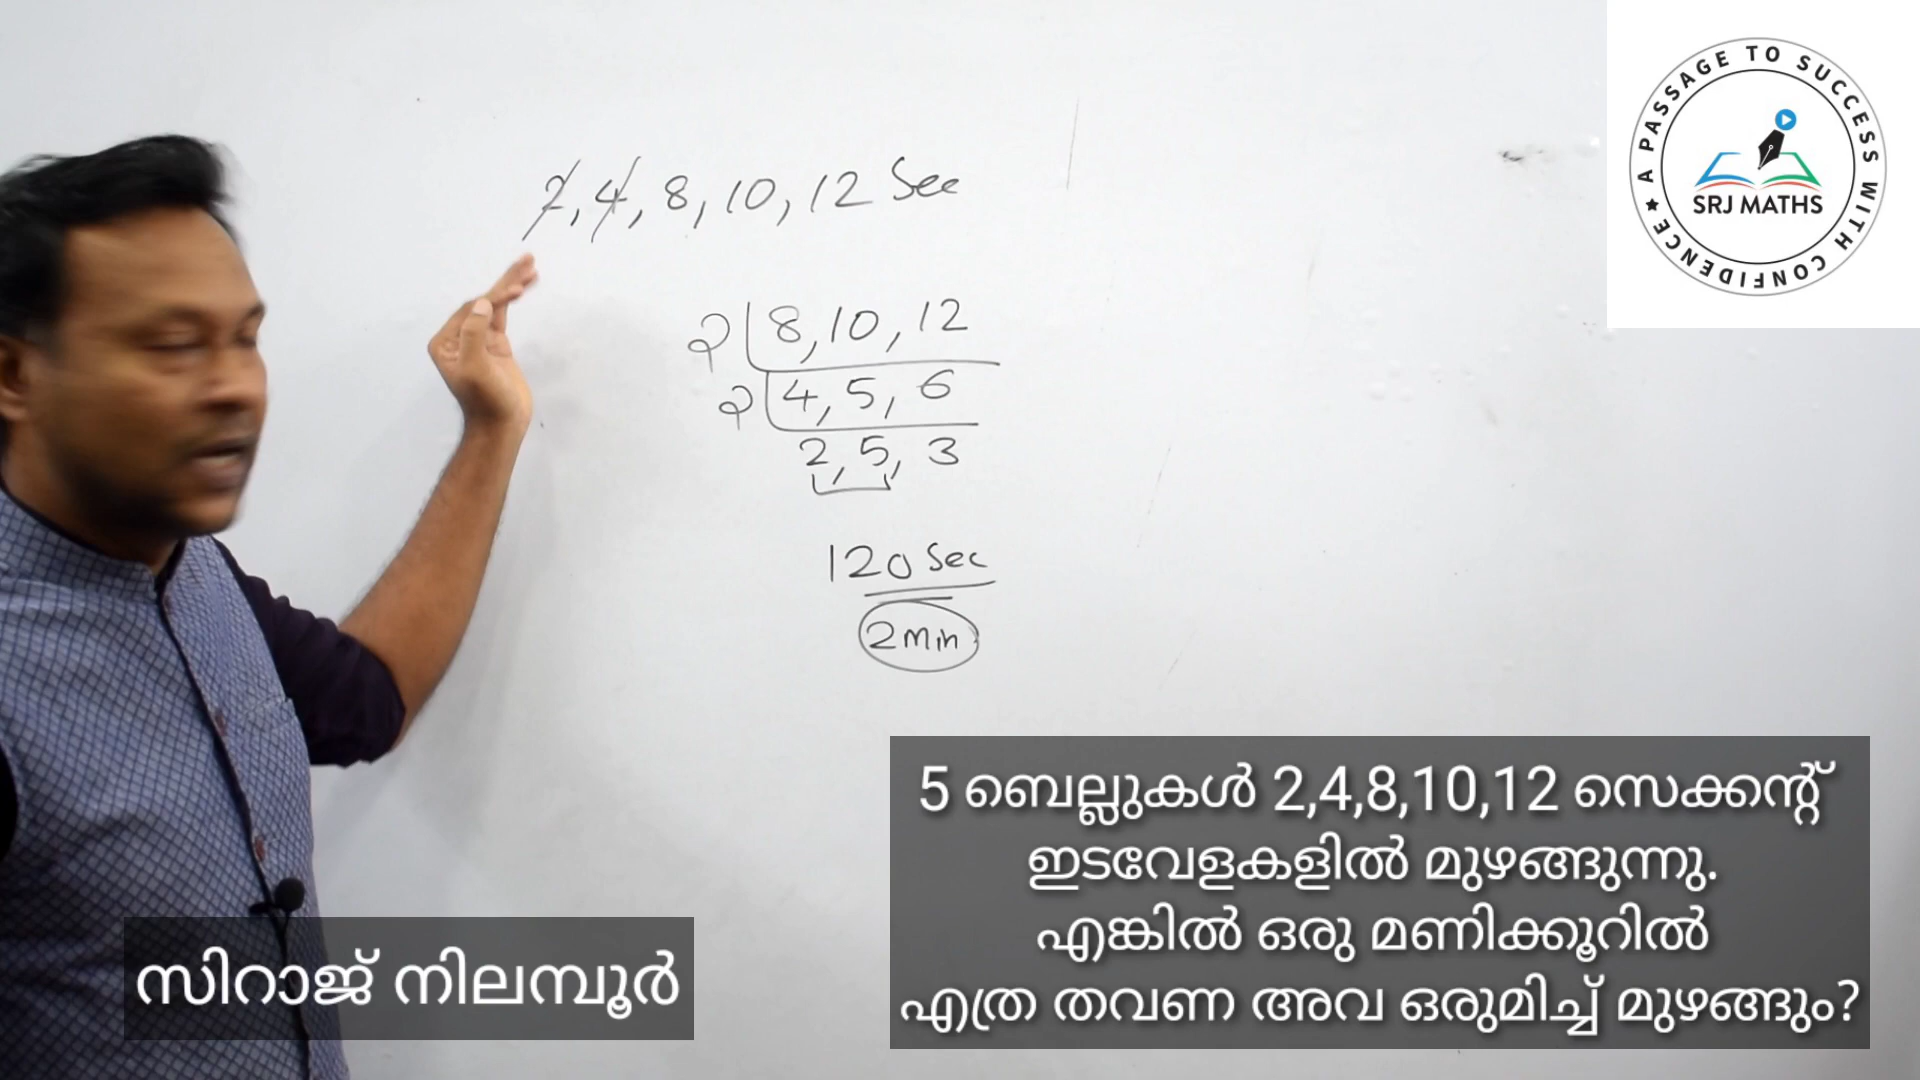 A PASSAGE TO SUCCESS WITH CONFIDENCE ★
SRJ MATHS
2, 4, 8, 10, 12 Sec
2 8, 10, 12
2 4, 5, 6
2, 5, 3
120 Sec
2 Min
5 ബെല്ലുകൾ 2,4,8,10,12 സെക്കന്റ്
ഇടവേളകളിൽ മുഴങ്ങുന്നു.
എങ്കിൽ ഒരു മണിക്കൂറിൽ
എത്ര തവണ അവ ഒരുമിച്ച് മുഴങ്ങും?
സിറാജ് നിലമ്പൂർ